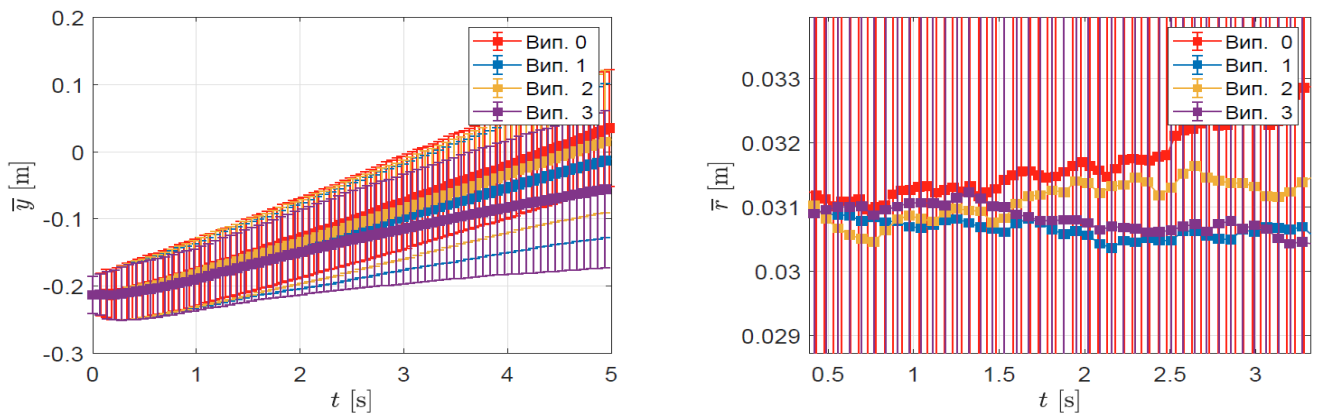 0.2
0.1
0
-0.1
-0.2
-0.3
y̅ [m]
0 1 2 3 4 5
t [s]
Вип. 0
Вип. 1
Вип. 2
Вип. 3
0.033
0.032
0.031
0.03
0.029
r̅ [m]
0.5 1 1.5 2 2.5 3
t [s]
Вип. 0
Вип. 1
Вип. 2
Вип. 3